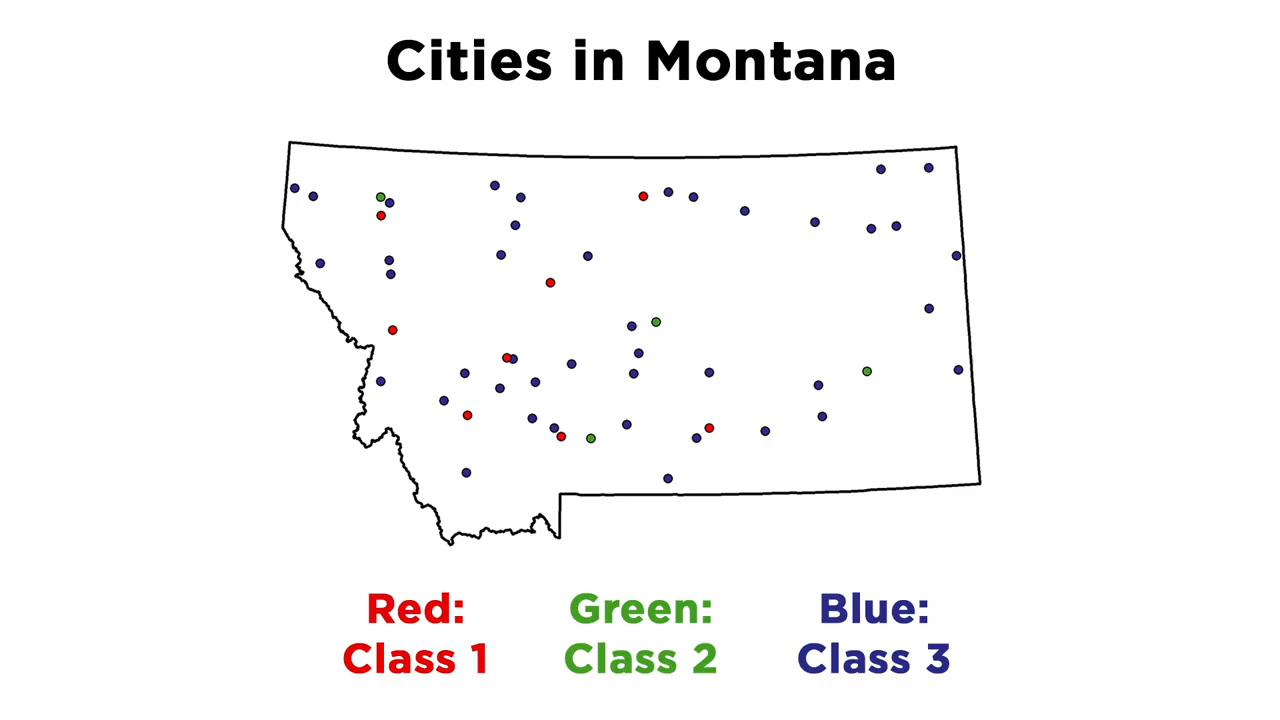 Cities in Montana
Red:
Class 1
Green:
Class 2
Blue:
Class 3